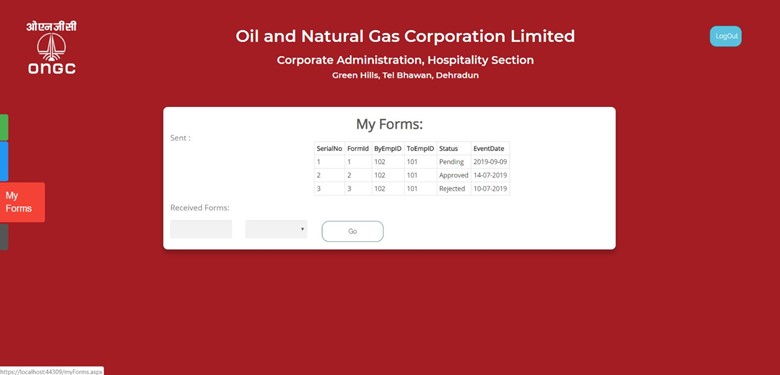 ओएनजीसी
ONGC
Oil and Natural Gas Corporation Limited
Corporate Administration, Hospitality Section
Green Hills, Tel Bhawan, Dehradun
LogOut
My Forms:
Sent :
SerialNo FormId ByEmpID ToEmpID Status EventDate
1 1 102 101 Pending 2019-09-09
2 2 102 101 Approved 14-07-2019
3 3 102 101 Rejected 10-07-2019
My
Forms
Received Forms:
Go
https://localhost:44309/myForms.aspx